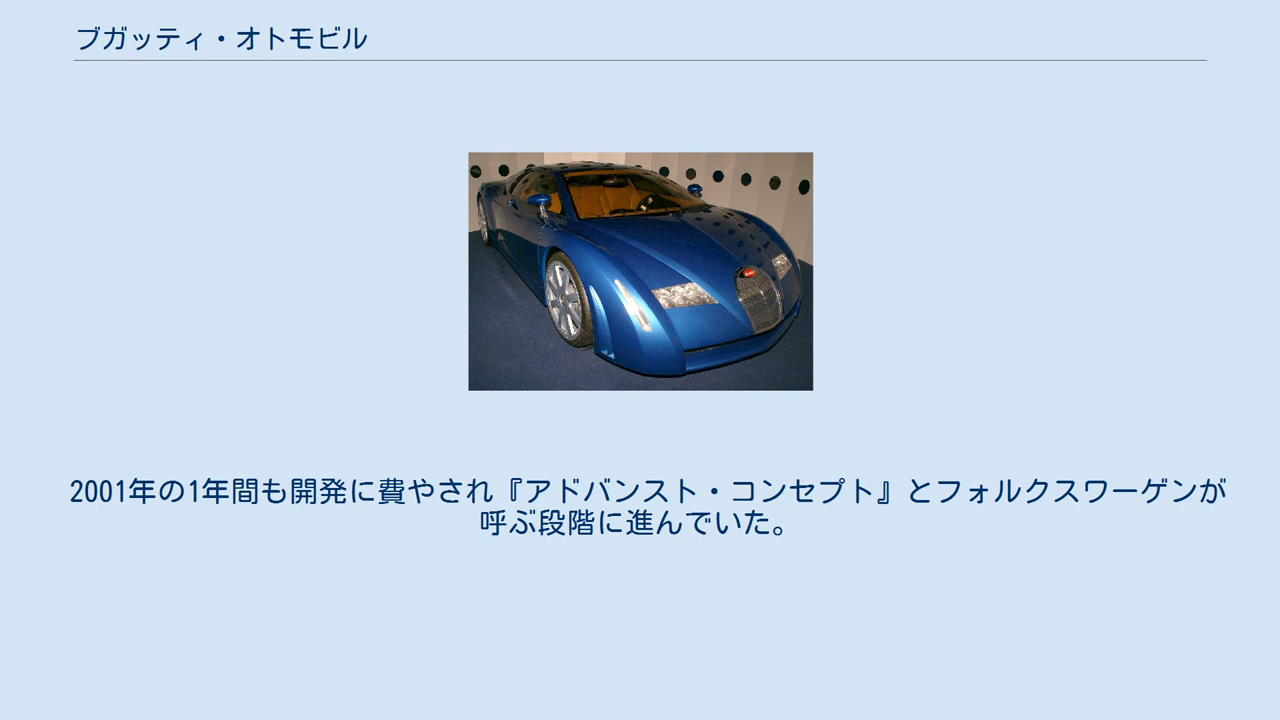 ブガッティ・オトモビル
2001年の1年間も開発に費やされ『アドバンスト・コンセプト』とフォルクスワーゲンが
呼ぶ段階に進んでいた。